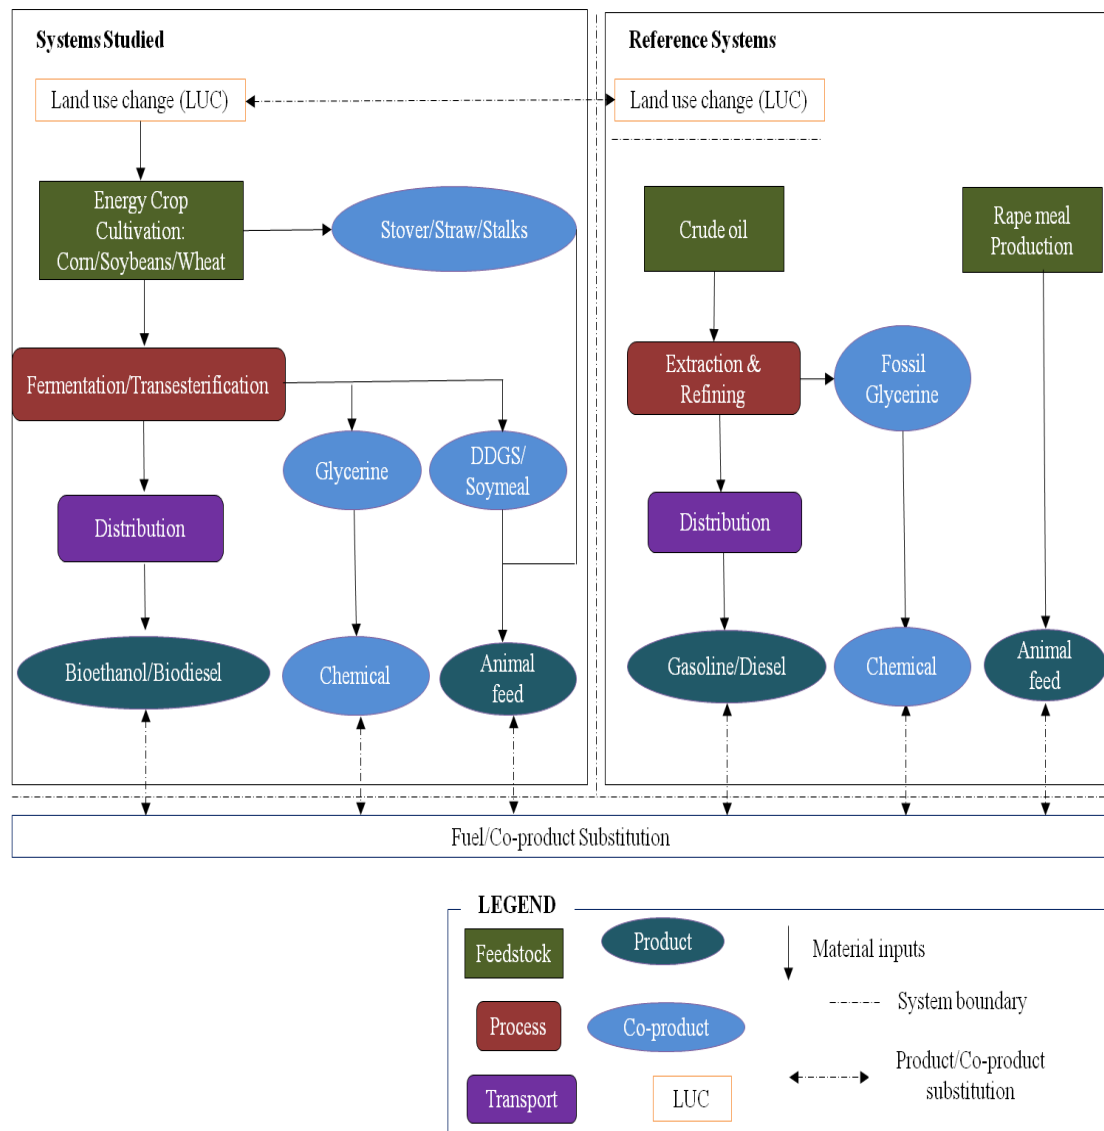 Systems Studied
Land use change (LUC)
Energy Crop
Cultivation:
Corn/Soybeans/Wheat
Stover/Straw/Stalks
Fermentation/Transesterification
Glycerine
DDGS/
Soymeal
Distribution
Bioethanol/Biodiesel
Chemical
Animal
feed
Reference Systems
Land use change (LUC)
Crude oil
Rape meal
Production
Extraction &
Refining
Fossil
Glycerine
Distribution
Gasoline/Diesel
Chemical
Animal
feed
Fuel/Co-product Substitution
LEGEND
Feedstock
Product
Material inputs
System boundary
Process
Co-product
Product/Co-product
substitution
Transport
LUC